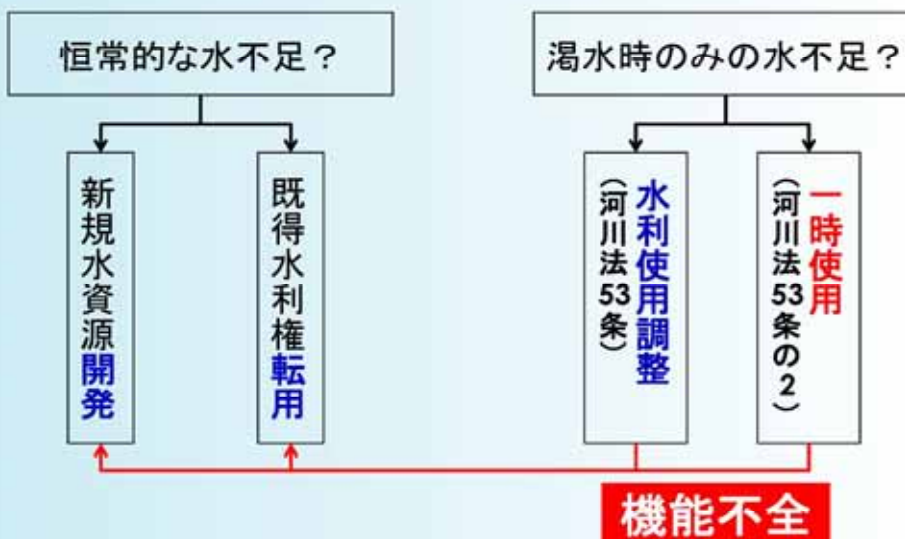 恒常的な水不足？
渇水時のみの水不足？
新規水資源開発
既得水利権転用
水利使用調整
（河川法53条）
一時使用
（河川法53条の2）
機能不全